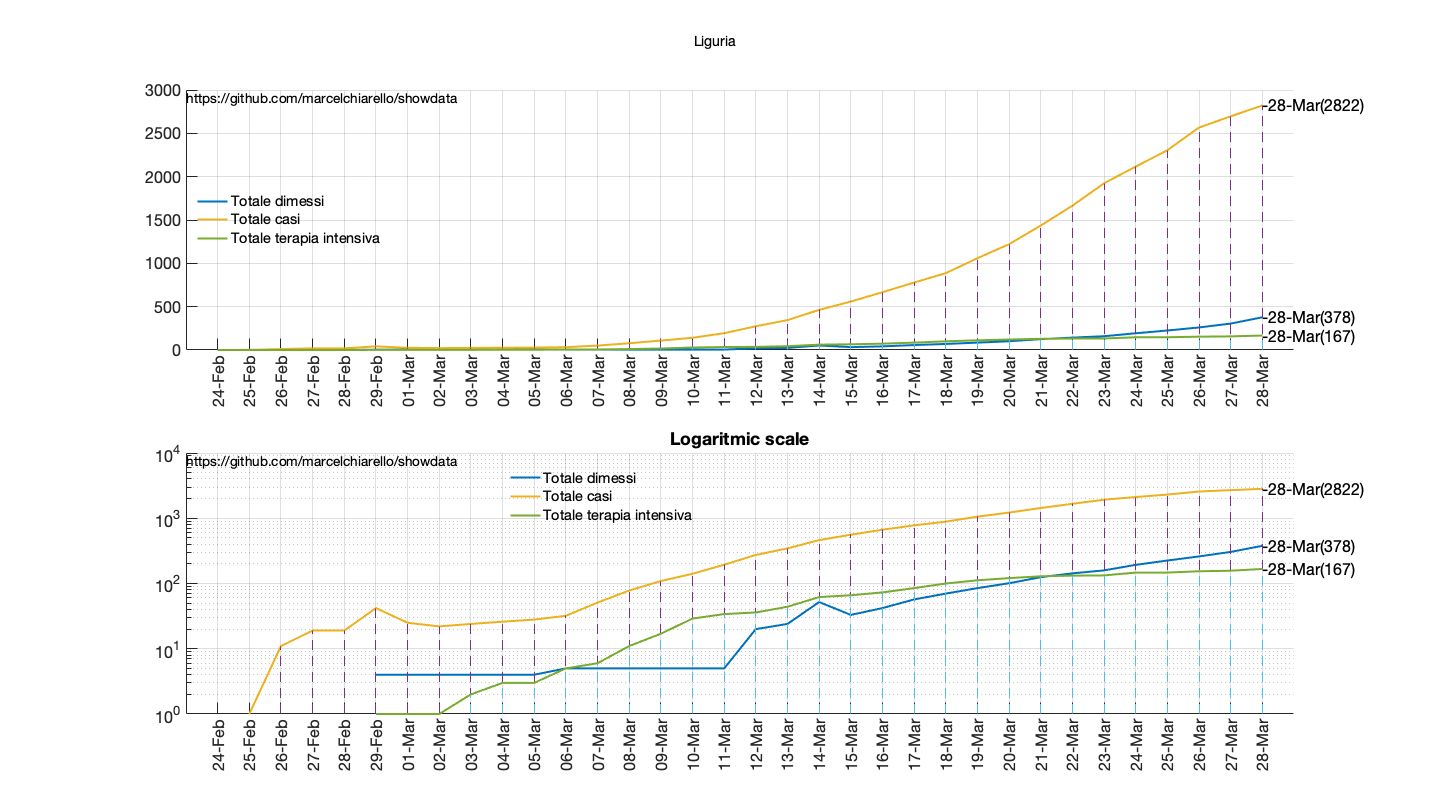 Liguria
3000
https://github.com/marcelchiarello/showdata
-28-Mar(2822)
2500
2000
Totale dimessi
1500
Totale casi
Totale terapia intensiva
1000
500
-28-Mar(378)
-28-Mar(167)
0
24-Feb
25-Feb
26-Feb
27-Feb
28-Feb
29-Feb
01-Mar
02-Mar
03-Mar
04-Mar
05-Mar
06-Mar
07-Mar
08-Mar
09-Mar
10-Mar
11-Mar
12-Mar
13-Mar
14-Mar
15-Mar
16-Mar
17-Mar
18-Mar
19-Mar
20-Mar
21-Mar
22-Mar
23-Mar
24-Mar
25-Mar
26-Mar
27-Mar
28-Mar
Logaritmic scale
10^4
https://github.com/marcelchiarello/showdata
Totale dimessi
-28-Mar(2822)
Totale casi
Totale terapia intensiva
10^3
-28-Mar(378)
-28-Mar(167)
10^2
10^1
10^0
24-Feb
25-Feb
26-Feb
27-Feb
28-Feb
29-Feb
01-Mar
02-Mar
03-Mar
04-Mar
05-Mar
06-Mar
07-Mar
08-Mar
09-Mar
10-Mar
11-Mar
12-Mar
13-Mar
14-Mar
15-Mar
16-Mar
17-Mar
18-Mar
19-Mar
20-Mar
21-Mar
22-Mar
23-Mar
24-Mar
25-Mar
26-Mar
27-Mar
28-Mar